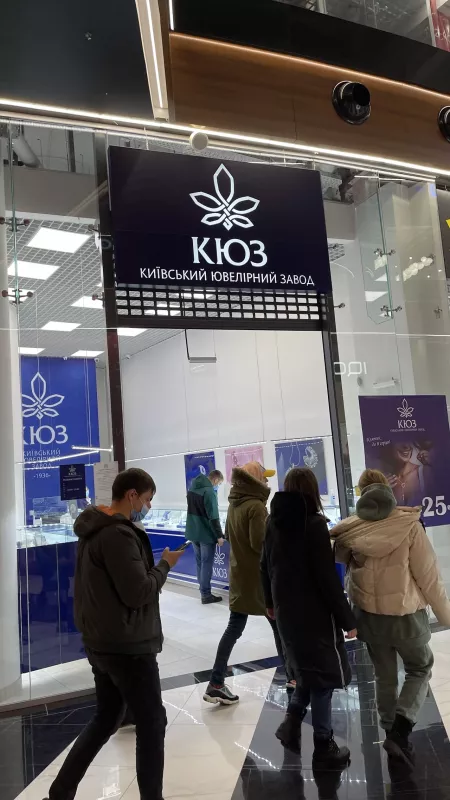 КЮЗ
КИЇВСЬКИЙ ЮВЕЛІРНИЙ ЗАВОД
КЮЗ
КИЇВСЬКИЙ
ЮВЕЛІРНИЙ
ЗАВОД
1936
КЮЗ
25
КЮЗ